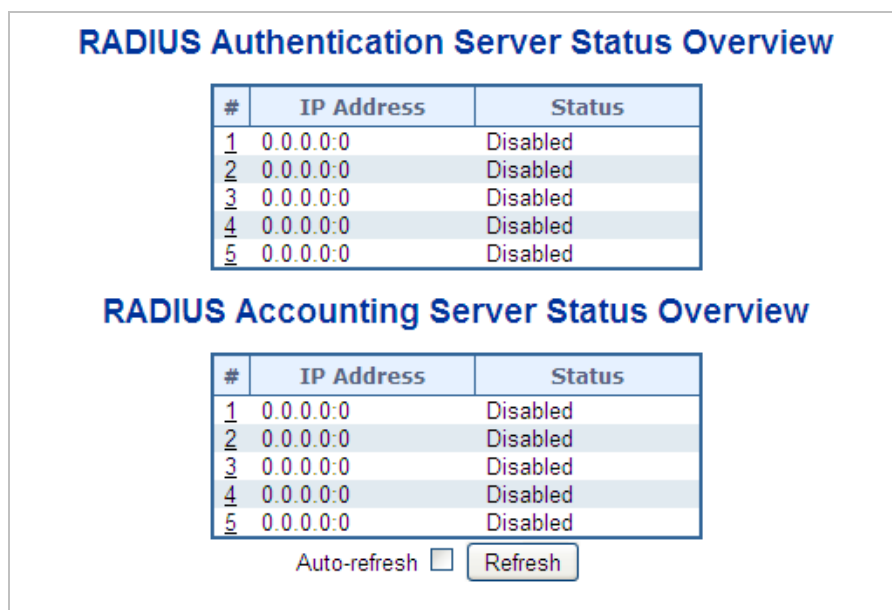 RADIUS Authentication Server Status Overview
# IP Address Status
1 0.0.0.0:0 Disabled
2 0.0.0.0:0 Disabled
3 0.0.0.0:0 Disabled
4 0.0.0.0:0 Disabled
5 0.0.0.0:0 Disabled
RADIUS Accounting Server Status Overview
# IP Address Status
1 0.0.0.0:0 Disabled
2 0.0.0.0:0 Disabled
3 0.0.0.0:0 Disabled
4 0.0.0.0:0 Disabled
5 0.0.0.0:0 Disabled
Auto-refresh Refresh